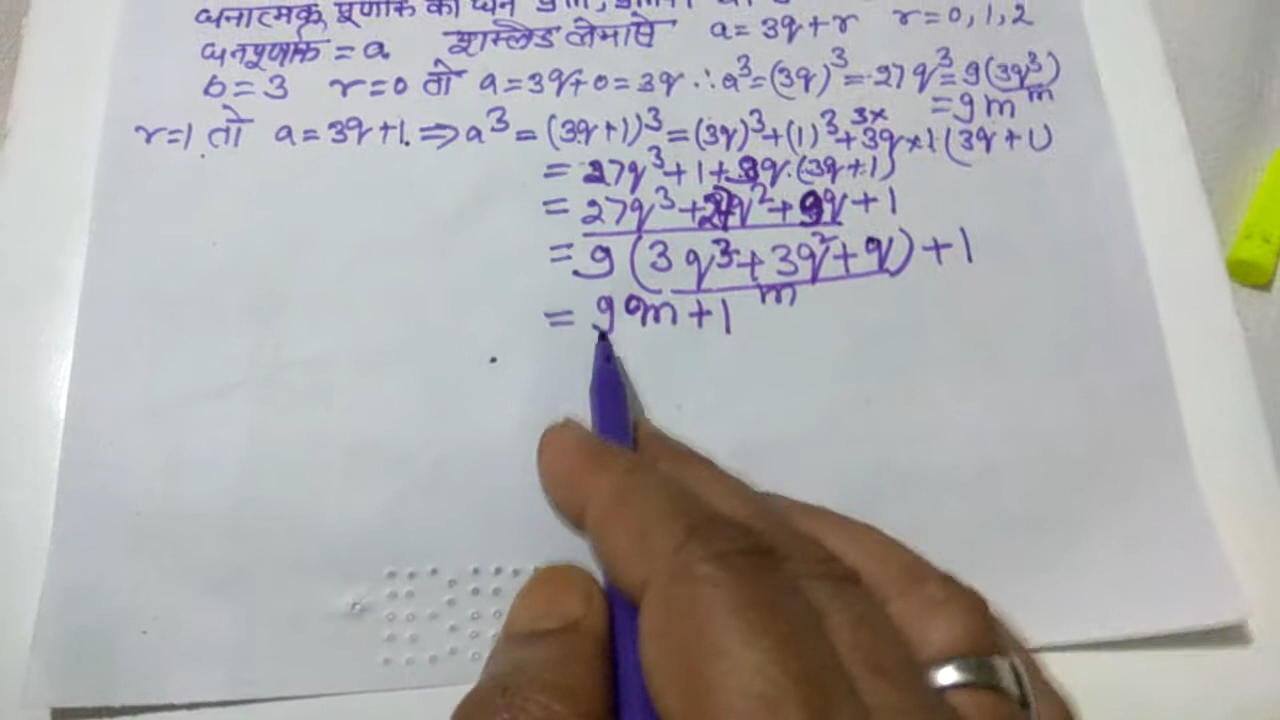 धनात्मक पूर्णांक का घन
धनपूर्णांक = a a = 3q + r r = 0, 1, 2
b = 3 r = 0 तो a = 3q + 0 = 3q ∴ a³ = (3q)³ = 27q³ = 9(3q³)
= 9m m
r = 1 तो a = 3q + 1. ⇒ a³ = (3q + 1)³ = (3q)³ + (1)³ + 3× 3q × 1 (3q + 1)
= 27q³ + 1 + 9q (3q + 1)
= 27q³ + 27q² + 9q + 1
= 9 (3q³ + 3q² + q) + 1
= 9m + 1 m